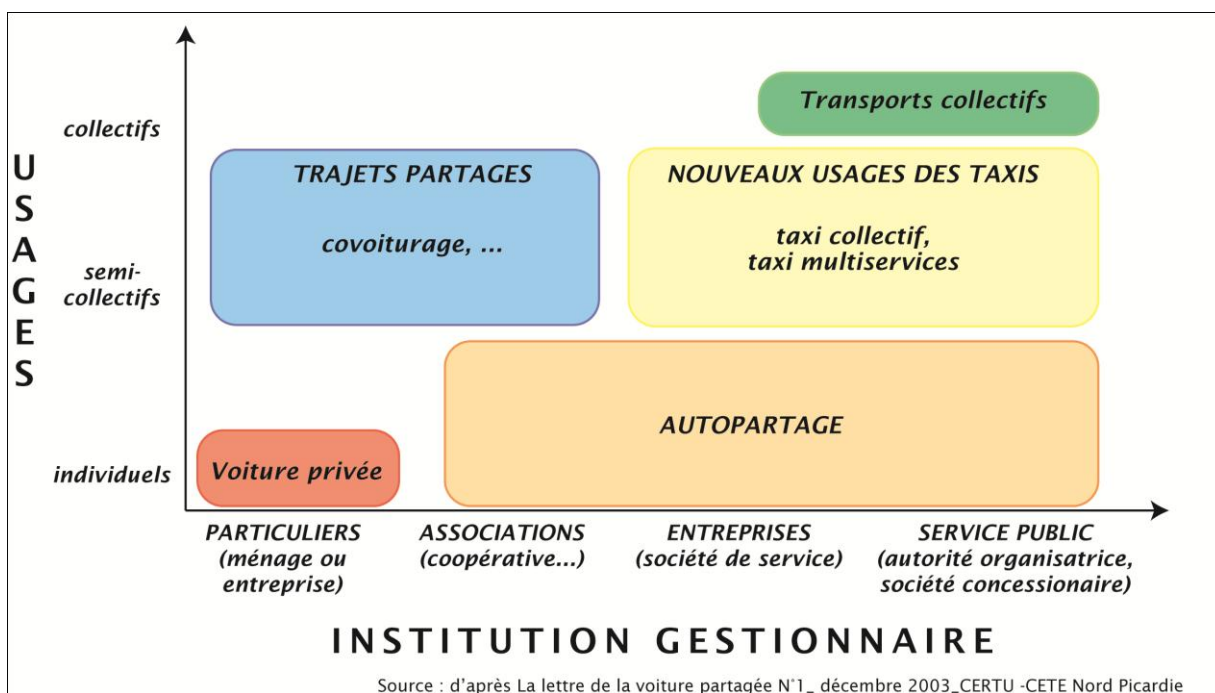 USAGES
collectifs
semi-
collectifs
individuels
Transports collectifs
TRAJETS PARTAGES
covoiturage, ...
NOUVEAUX USAGES DES TAXIS
taxi collectif,
taxi multiservices
AUTOPARTAGE
Voiture privée
PARTICULIERS
(ménage ou
entreprise)
ASSOCIATIONS
(coopérative...)
ENTREPRISES
(société de service)
SERVICE PUBLIC
(autorité organisatrice,
société concessionaire)
INSTITUTION GESTIONNAIRE
Source : d'après La lettre de la voiture partagée N°1_ décembre 2003_CERTU -CETE Nord Picardie